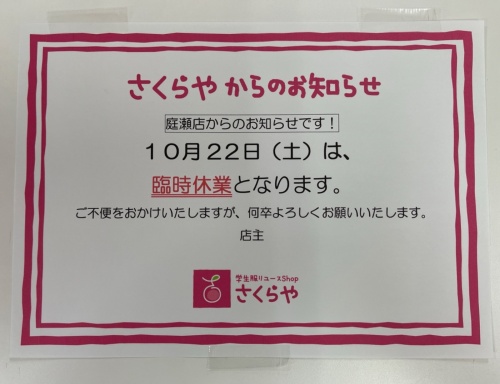 さくらや からのお知らせ
庭瀬店からのお知らせです！
１０月２２日（土）は、
臨時休業となります。
ご不便をおかけいたしますが、何卒よろしくお願いいたします。
店主
学生服リユースShop
さくらや